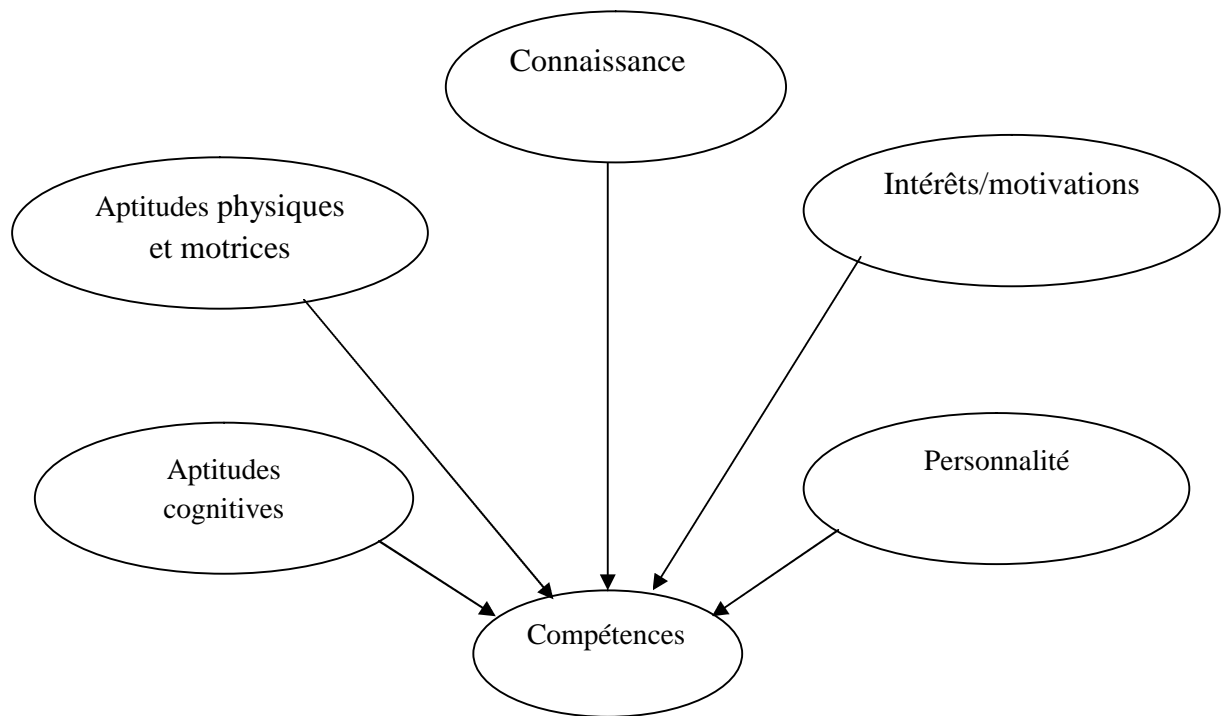 Connaissance
Intérêts/motivations
Aptitudes physiques
et motrices
Personnalité
Aptitudes
cognitives
Compétences